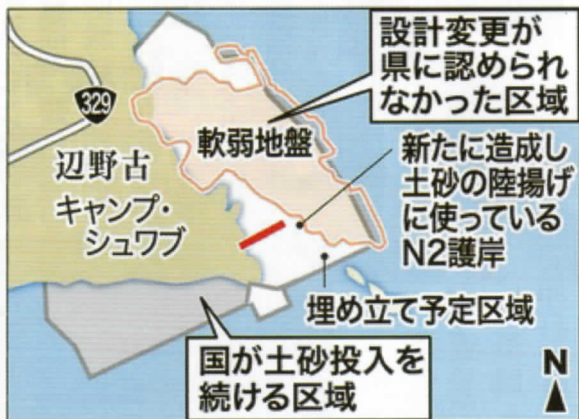 設計変更が
県に認められ
なかった区域
329
軟弱地盤
辺野古
キャンプ・
シュワブ
新たに造成し
土砂の陸揚げ
に使っている
N2護岸
埋め立て予定区域
国が土砂投入を
続ける区域
N